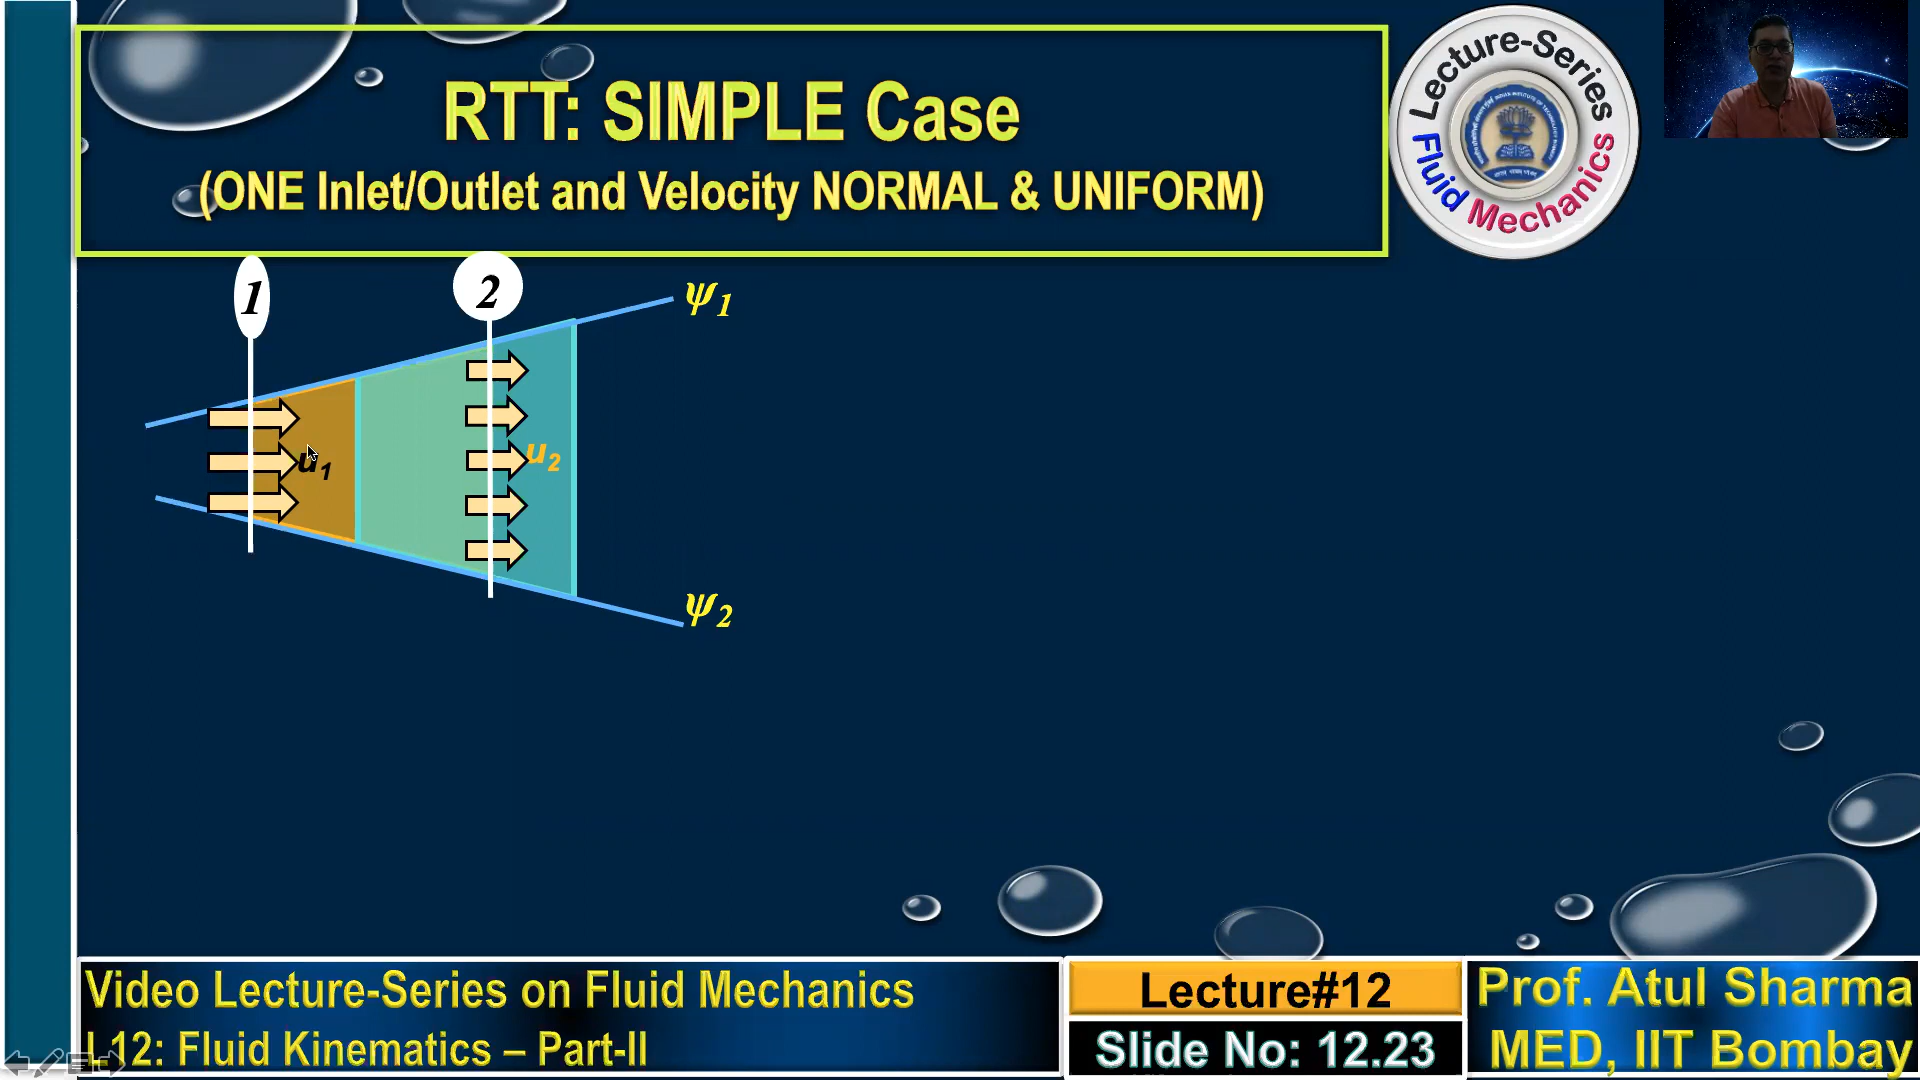 RTT: SIMPLE Case
(ONE Inlet/Outlet and Velocity NORMAL & UNIFORM)
Lecture-Series
Fluid Mechanics
1
2
ψ1
u1
u2
ψ2
Video Lecture-Series on Fluid Mechanics
L12: Fluid Kinematics – Part-II
Lecture#12
Slide No: 12.23
Prof. Atul Sharma
MED, IIT Bombay